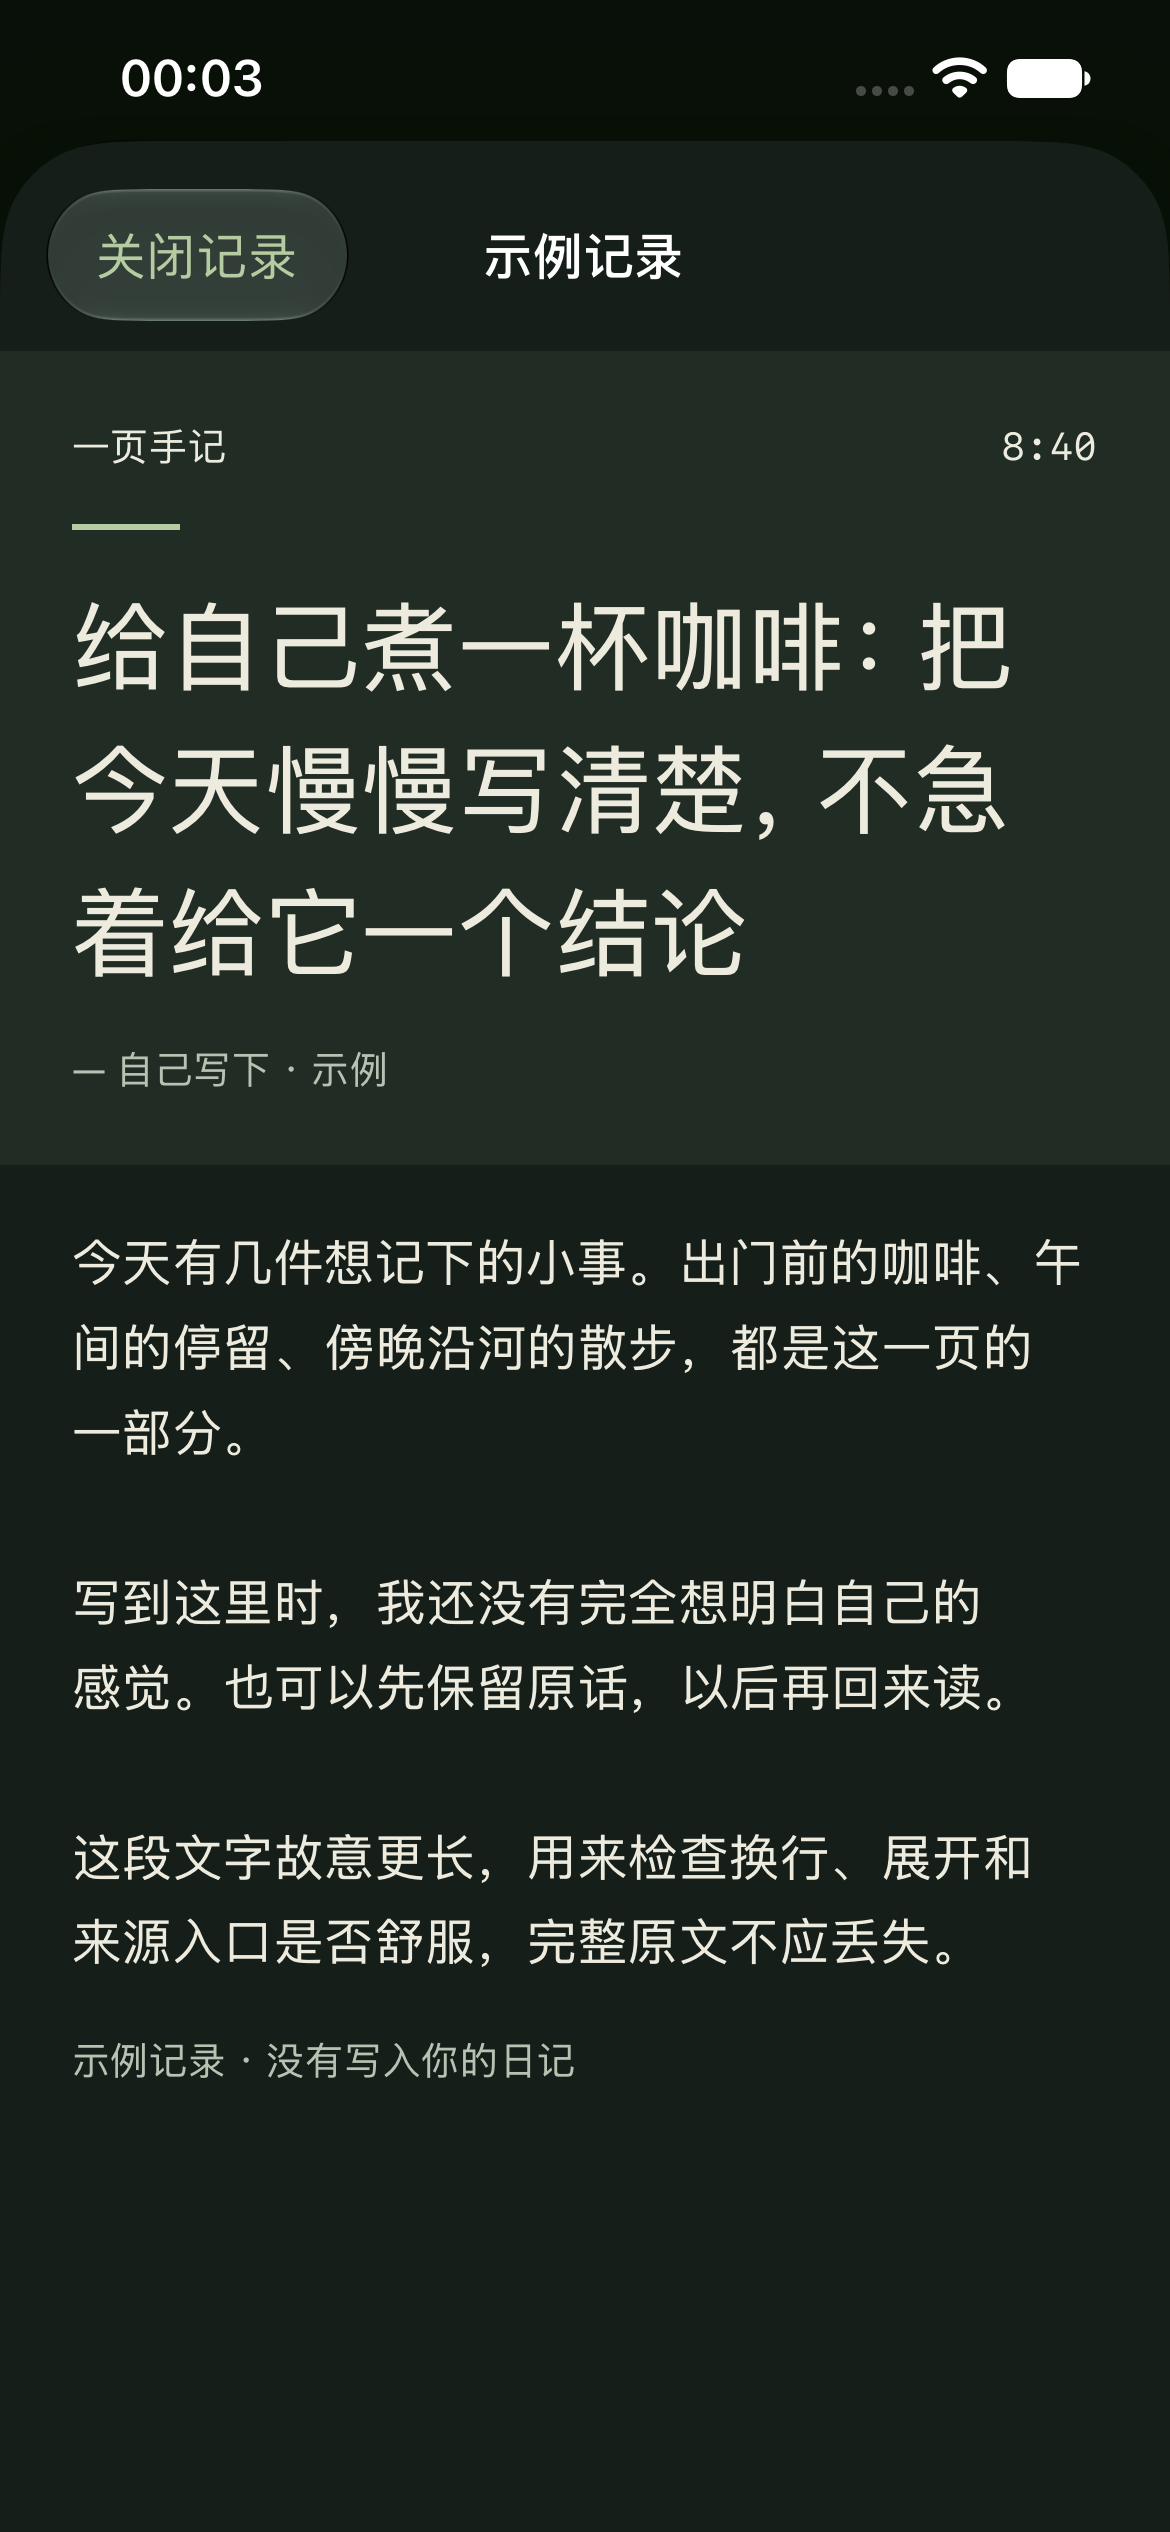 00:03
关闭记录
示例记录
一页手记
8:40
给自己煮一杯咖啡：把
今天慢慢写清楚，不急
着给它一个结论
— 自己写下 · 示例
今天有几件想记下的小事。出门前的咖啡、午
间的停留、傍晚沿河的散步，都是这一页的
一部分。
写到这里时，我还没有完全想明白自己的
感觉。也可以先保留原话，以后再回来读。
这段文字故意更长，用来检查换行、展开和
来源入口是否舒服，完整原文不应丢失。
示例记录 · 没有写入你的日记